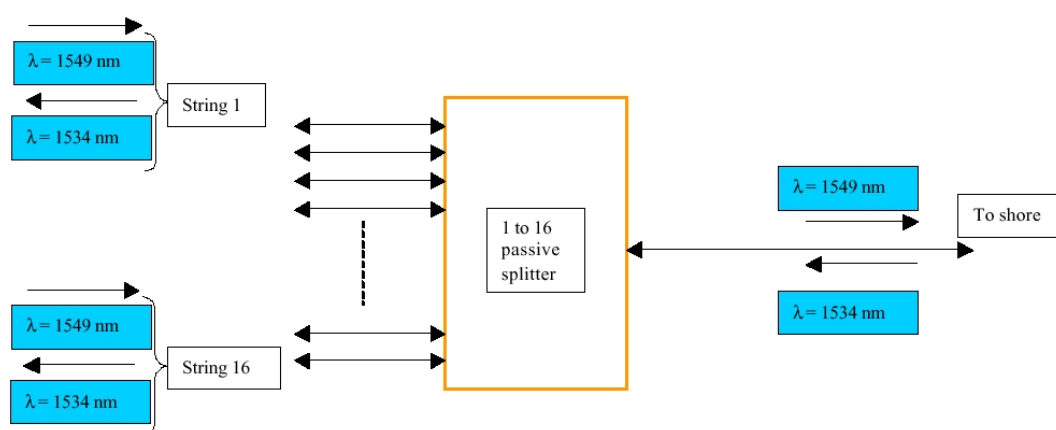 λ = 1549 nm
String 1
λ = 1534 nm
1 to 16
passive
splitter
λ = 1549 nm
To shore
λ = 1534 nm
λ = 1549 nm
String 16
λ = 1534 nm